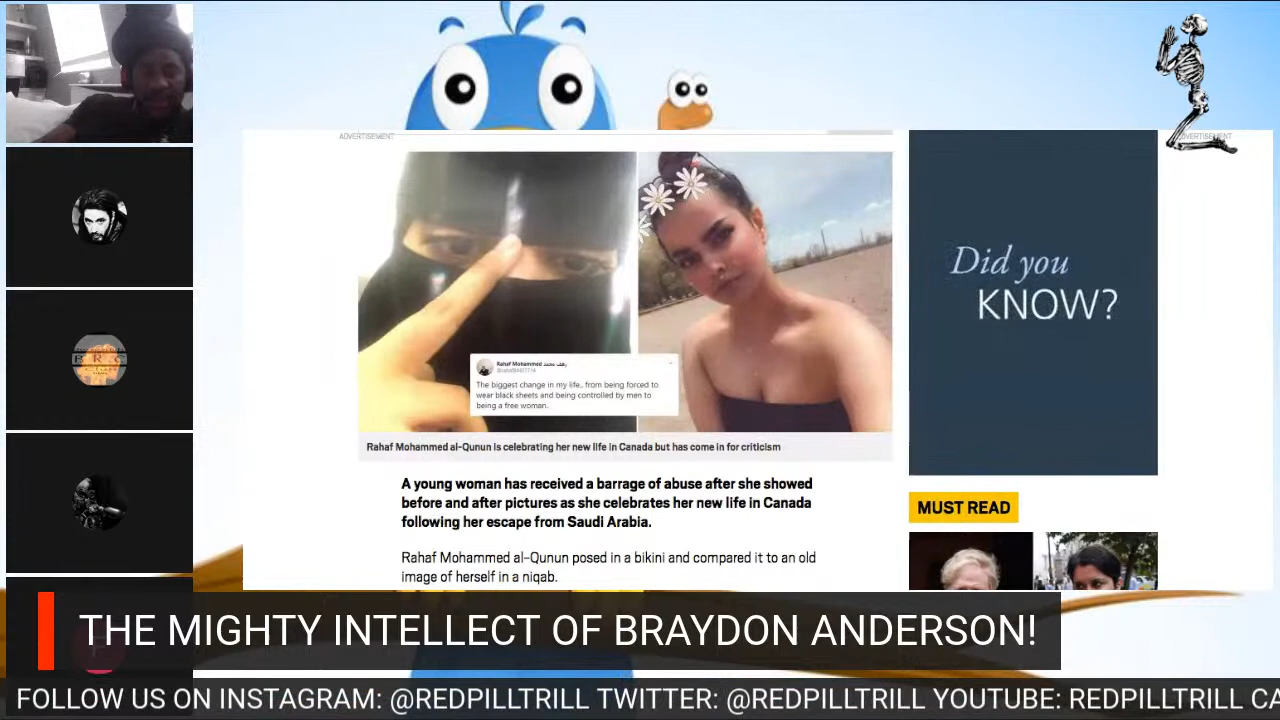 ADVERTISEMENT
ADVERTISEMENT
Did you
KNOW?
Rahaf Mohammed رهف محمد
The biggest change in my life.. from being forced to
wear black sheets and being controlled by men to
being a free woman.
Rahaf Mohammed al-Qunun is celebrating her new life in Canada but has come in for criticism
A young woman has received a barrage of abuse after she showed
before and after pictures as she celebrates her new life in Canada
following her escape from Saudi Arabia.
Rahaf Mohammed al-Qunun posed in a bikini and compared it to an old
image of herself in a niqab.
MUST READ
THE MIGHTY INTELLECT OF BRAYDON ANDERSON!
FOLLOW US ON INSTAGRAM: @REDPILLTRILL TWITTER: @REDPILLTRILL YOUTUBE: REDPILLTRILL CA